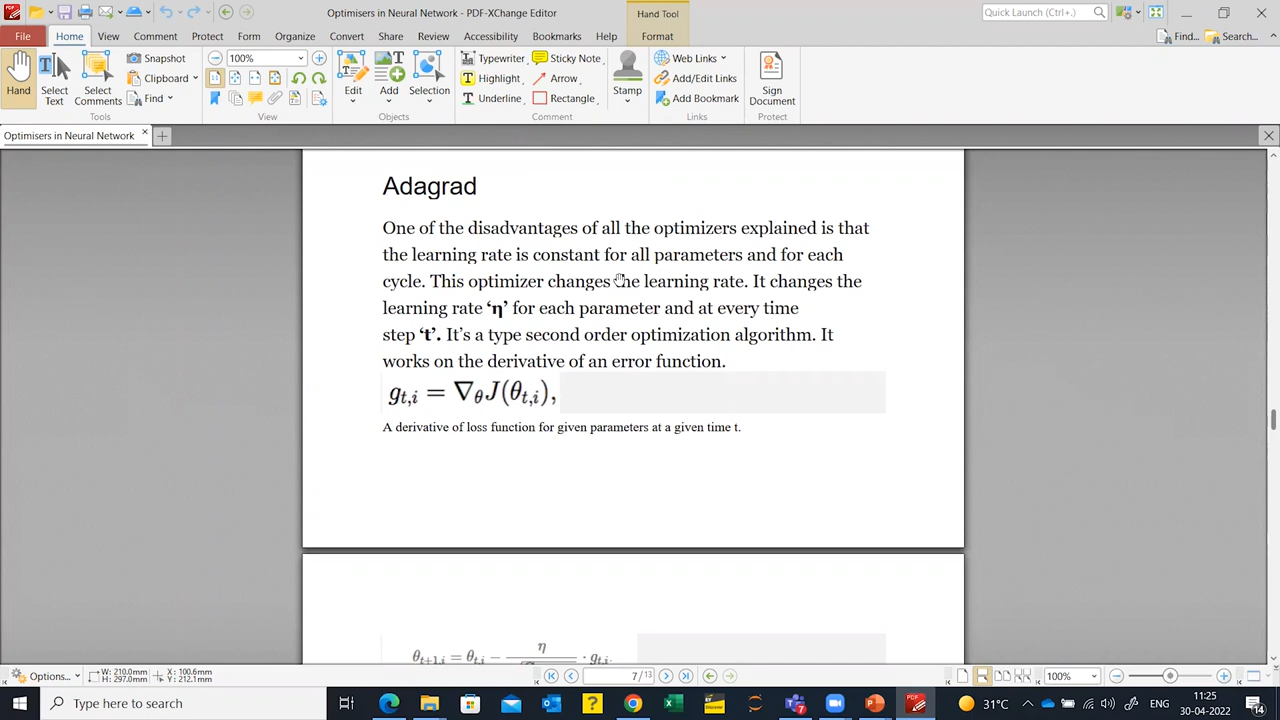 Optimisers in Neural Network - PDF-XChange Editor
Hand Tool
Quick Launch (Ctrl+.)
File Home View Comment Protect Form Organize Convert Share Review Accessibility Bookmarks Help Format
Find... Search...
Hand
Select Text
Select Comments
Snapshot
Clipboard
Find
Tools
100%
View
Edit
Add
Selection
Objects
Typewriter
Highlight
Underline
Sticky Note
Arrow
Rectangle
Stamp
Comment
Web Links
Add/Edit Links
Add Bookmark
Links
Sign Document
Protect
Optimisers in Neural Network
Adagrad
One of the disadvantages of all the optimizers explained is that
the learning rate is constant for all parameters and for each
cycle. This optimizer changes the learning rate. It changes the
learning rate ‘η’ for each parameter and at every time
step ‘t’. It’s a type second order optimization algorithm. It
works on the derivative of an error function.
g_{t,i} = ∇_θ J(θ_{t,i}),
A derivative of loss function for given parameters at a given time t.
θ_{t+1,i} = θ_{t,i} − η · g_{t,i}.
Options...
W: 210.0mm
H: 297.0mm
X: 100.6mm
Y: 212.1mm
7 / 13
100%
Type here to search
31°C
ENG
11:25
30-04-2022
14